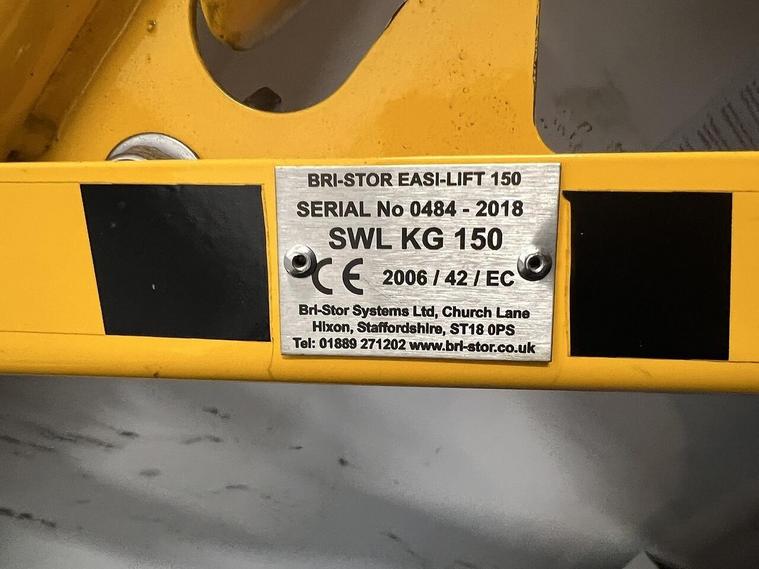 BRI-STOR EASI-LIFT 150
SERIAL No 0484 - 2018
SWL KG 150
CE 2006 / 42 / EC
Bri-Stor Systems Ltd, Church Lane
Hixon, Staffordshire, ST18 0PS
Tel: 01889 271202 www.bri-stor.co.uk